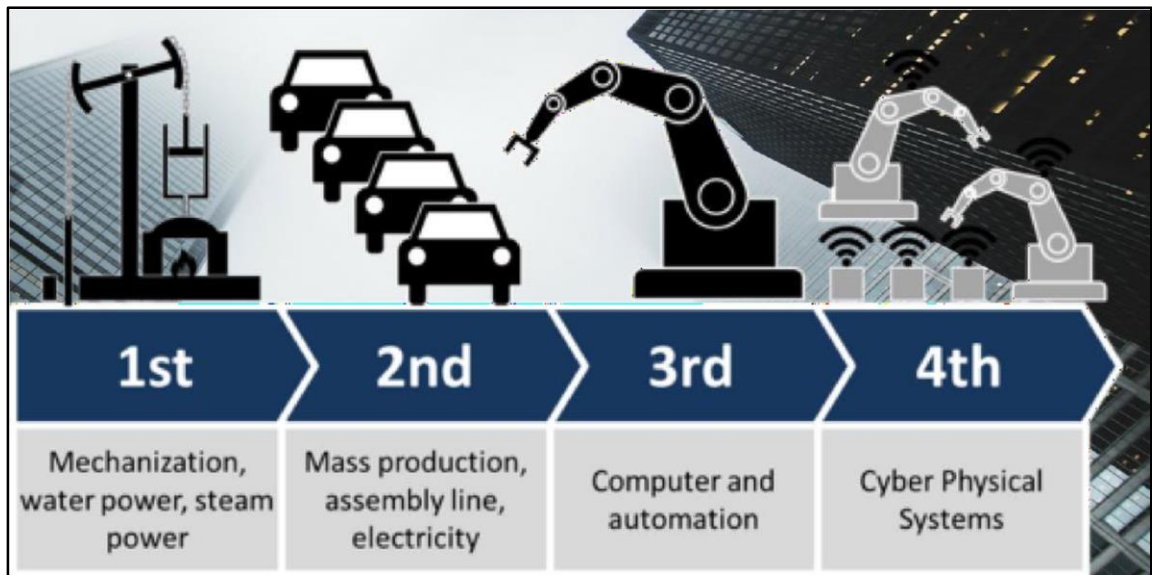 1st
2nd
3rd
4th
Mechanization,
water power, steam
power
Mass production,
assembly line,
electricity
Computer and
automation
Cyber Physical
Systems